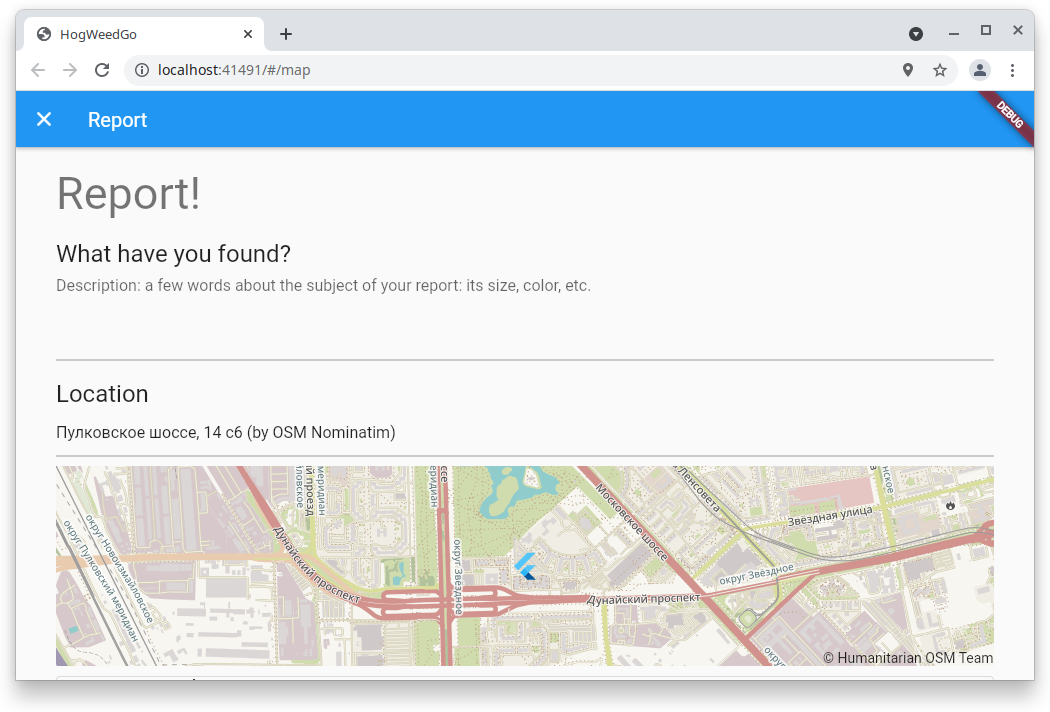 HogWeedGo
localhost:41491/#/map
Report
DEBUG
Report!
What have you found?
Description: a few words about the subject of your report: its size, color, etc.
Location
Пулковское шоссе, 14 с6 (by OSM Nominatim)
округ Новоизмайловское
округ Пулковский меридиан
Дунайский проспект
округ Звёздное
Московское шоссе
Ленсовета
Звёздная улица
округ Звёздное
Дунайский проспект
© Humanitarian OSM Team